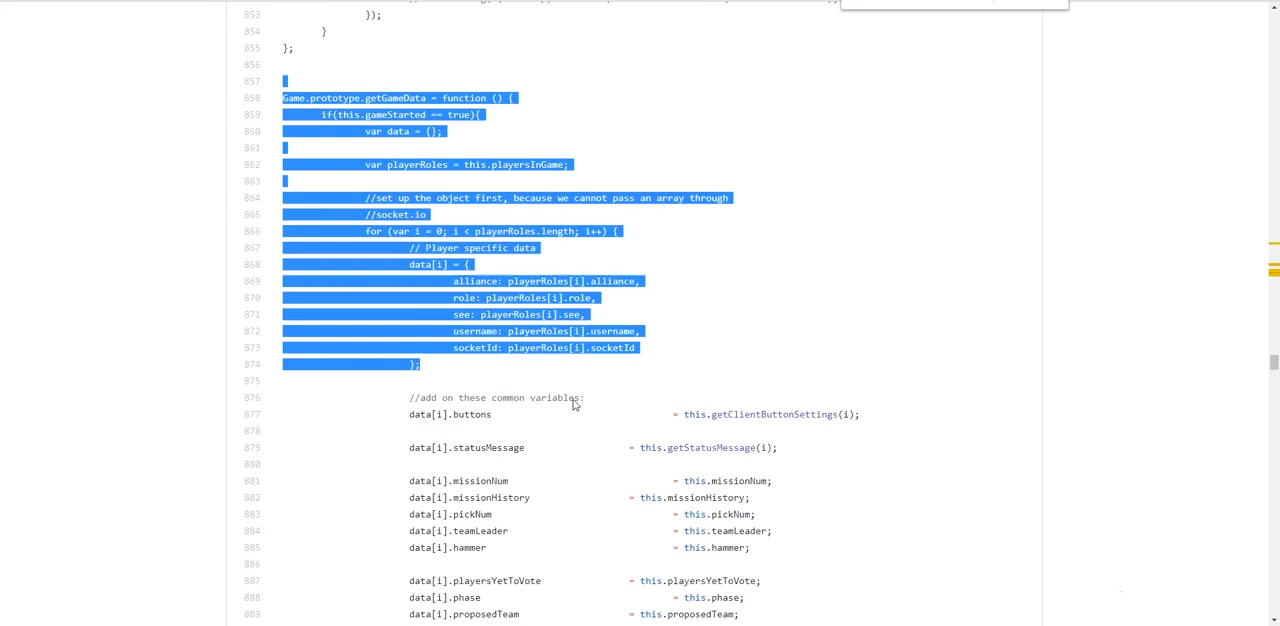 853 });
854 }
855 };
856
857
858 Game.prototype.getGameData = function () {
859 if(this.gameStarted == true){
860 var data = {};
861
862 var playerRoles = this.playersInGame;
863
864 //set up the object first, because we cannot pass an array through
865 //socket.io
866 for (var i = 0; i < playerRoles.length; i++) {
867 // Player specific data
868 data[i] = {
869 alliance: playerRoles[i].alliance,
870 role: playerRoles[i].role,
871 see: playerRoles[i].see,
872 username: playerRoles[i].username,
873 socketId: playerRoles[i].socketId
874 };
875
876 //add on these common variables:
877 data[i].buttons = this.getClientButtonSettings(i);
878
879 data[i].statusMessage = this.getStatusMessage(i);
880
881 data[i].missionNum = this.missionNum;
882 data[i].missionHistory = this.missionHistory;
883 data[i].pickNum = this.pickNum;
884 data[i].teamLeader = this.teamLeader;
885 data[i].hammer = this.hammer;
886
887 data[i].playersYetToVote = this.playersYetToVote;
888 data[i].phase = this.phase;
889 data[i].proposedTeam = this.proposedTeam;